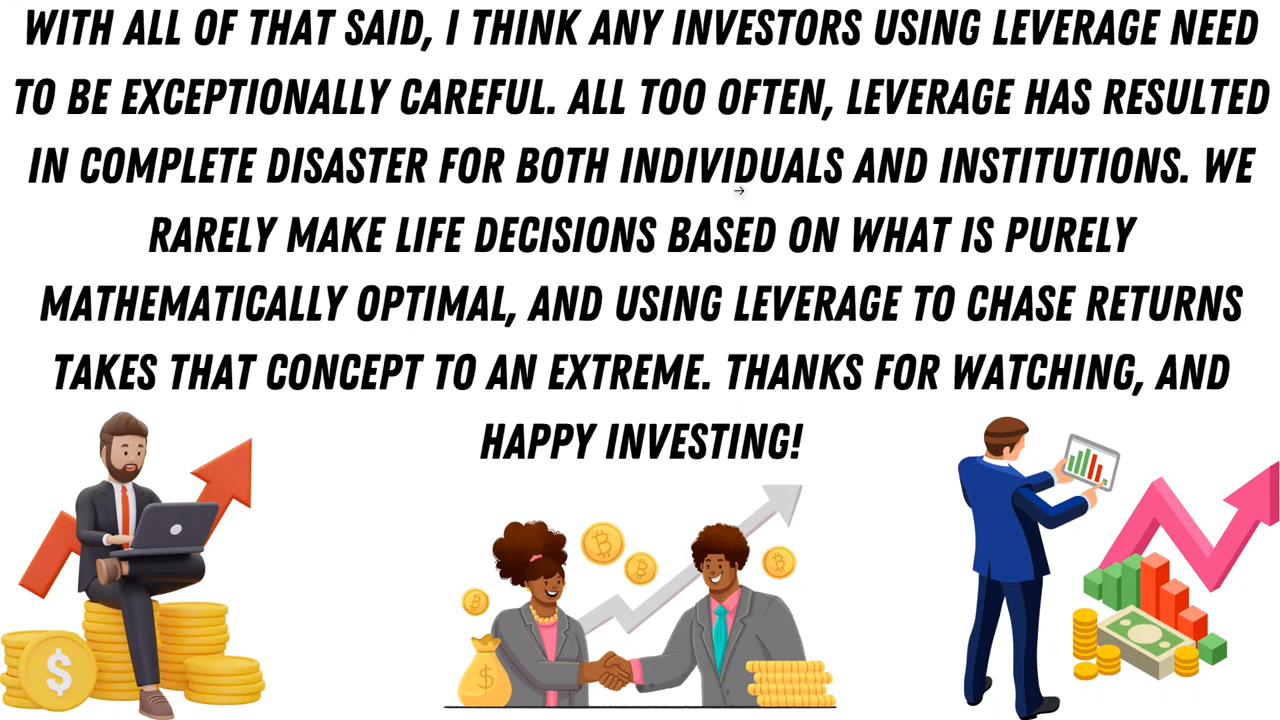 WITH ALL OF THAT SAID, I THINK ANY INVESTORS USING LEVERAGE NEED
TO BE EXCEPTIONALLY CAREFUL. ALL TOO OFTEN, LEVERAGE HAS RESULTED
IN COMPLETE DISASTER FOR BOTH INDIVIDUALS AND INSTITUTIONS. WE
RARELY MAKE LIFE DECISIONS BASED ON WHAT IS PURELY
MATHEMATICALLY OPTIMAL, AND USING LEVERAGE TO CHASE RETURNS
TAKES THAT CONCEPT TO AN EXTREME. THANKS FOR WATCHING, AND
HAPPY INVESTING!